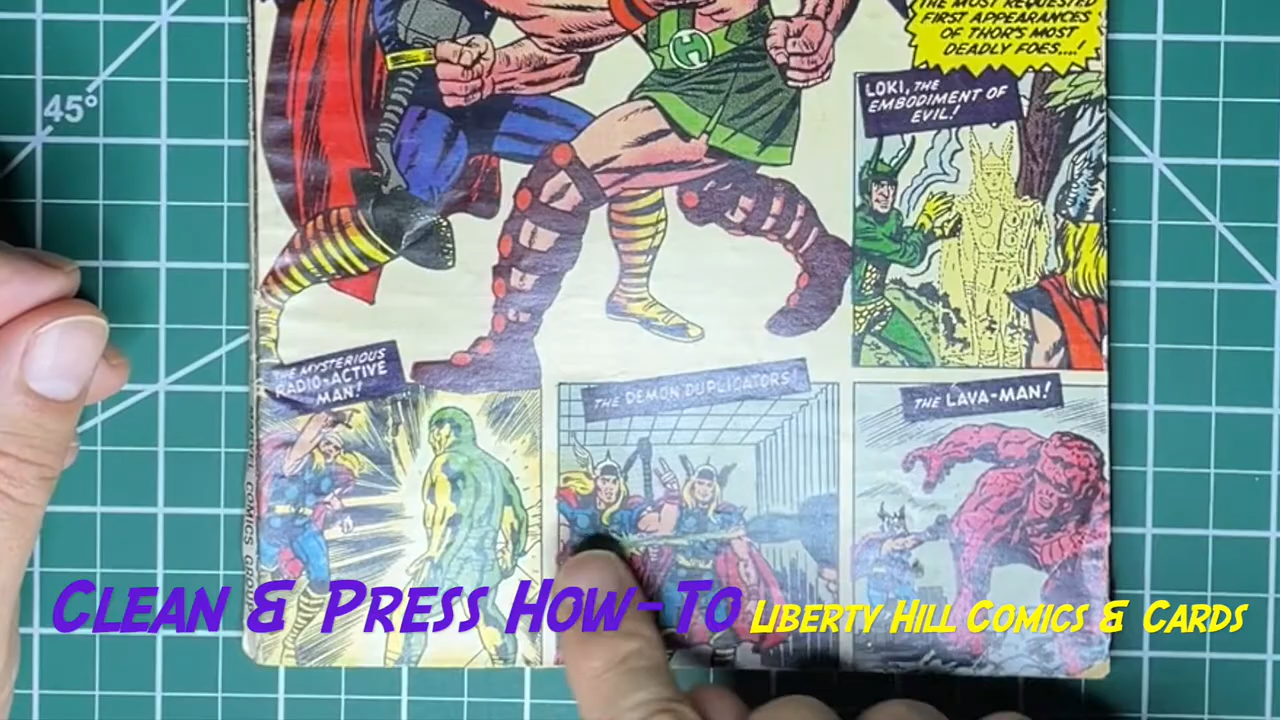 THE MOST REQUESTED
FIRST APPEARANCES
OF THOR'S MOST
DEADLY FOES....!
45°
LOKI, THE
EMBODIMENT OF
EVIL!
THE MYSTERIOUS
RADIO-ACTIVE
MAN!
THE DEMON DUPLICATORS!
THE LAVA-MAN!
COMICS
CLEAN & PRESS HOW-TO LIBERTY HILL COMICS & CARDS